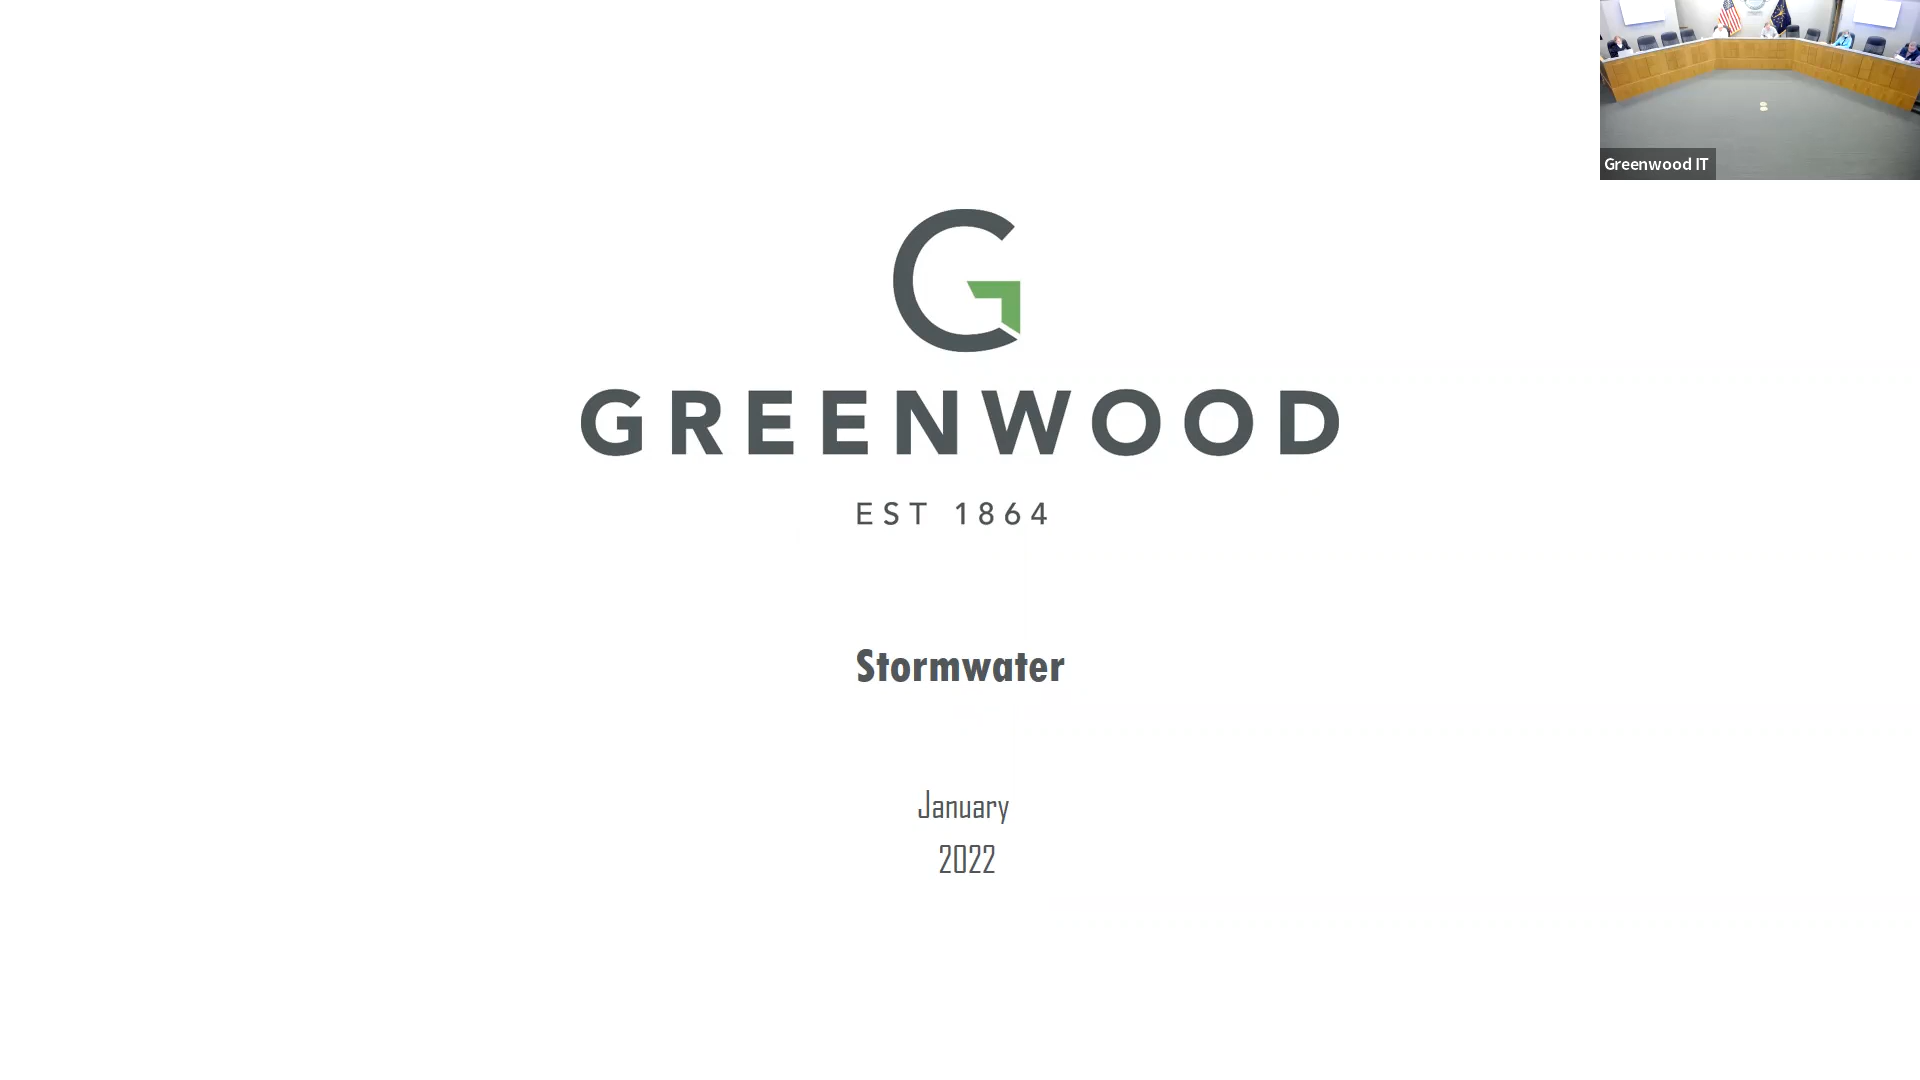 Greenwood IT
G
GREENWOOD
EST 1864
Stormwater
January
2022